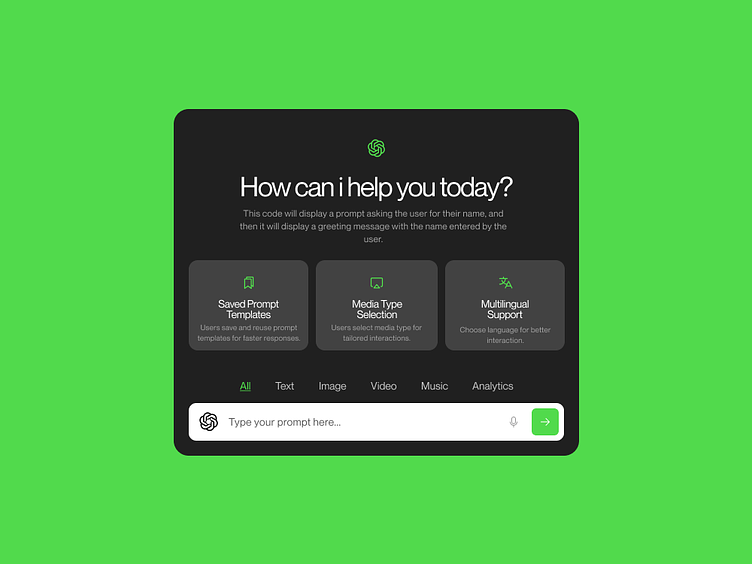 How can i help you today?
This code will display a prompt asking the user for their name, and
then it will display a greeting message with the name entered by the
user.
Saved Prompt
Templates
Users save and reuse prompt
templates for faster responses.
Media Type
Selection
Users select media type for
tailored interactions.
Multilingual
Support
Choose language for better
interaction.
All Text Image Video Music Analytics
Type your prompt here...